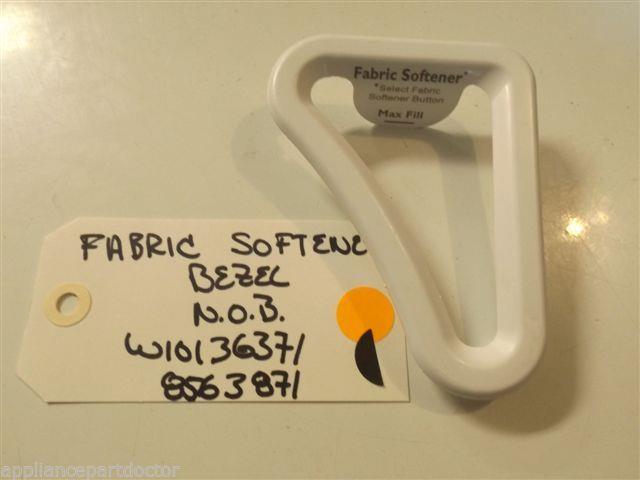 Fabric Softener*
*Select Fabric
Softener Button
Max Fill
FABRIC SOFTENE
BEZEL
N.O.B.
W10136371
8563871
appliancepartdoctor